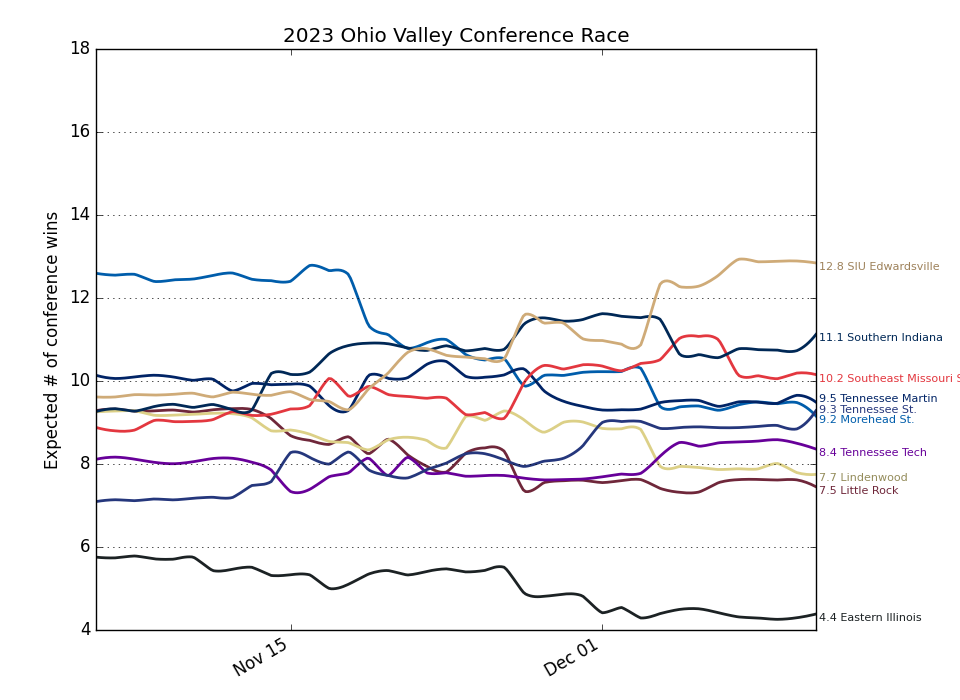 2023 Ohio Valley Conference Race
Expected # of conference wins
18
16
14
12
10
8
6
4
Nov 15
Dec 01
12.8 SIU Edwardsville
11.1 Southern Indiana
10.2 Southeast Missouri S
9.5 Tennessee Martin
9.3 Tennessee St.
9.2 Morehead St.
8.4 Tennessee Tech
7.7 Lindenwood
7.5 Little Rock
4.4 Eastern Illinois